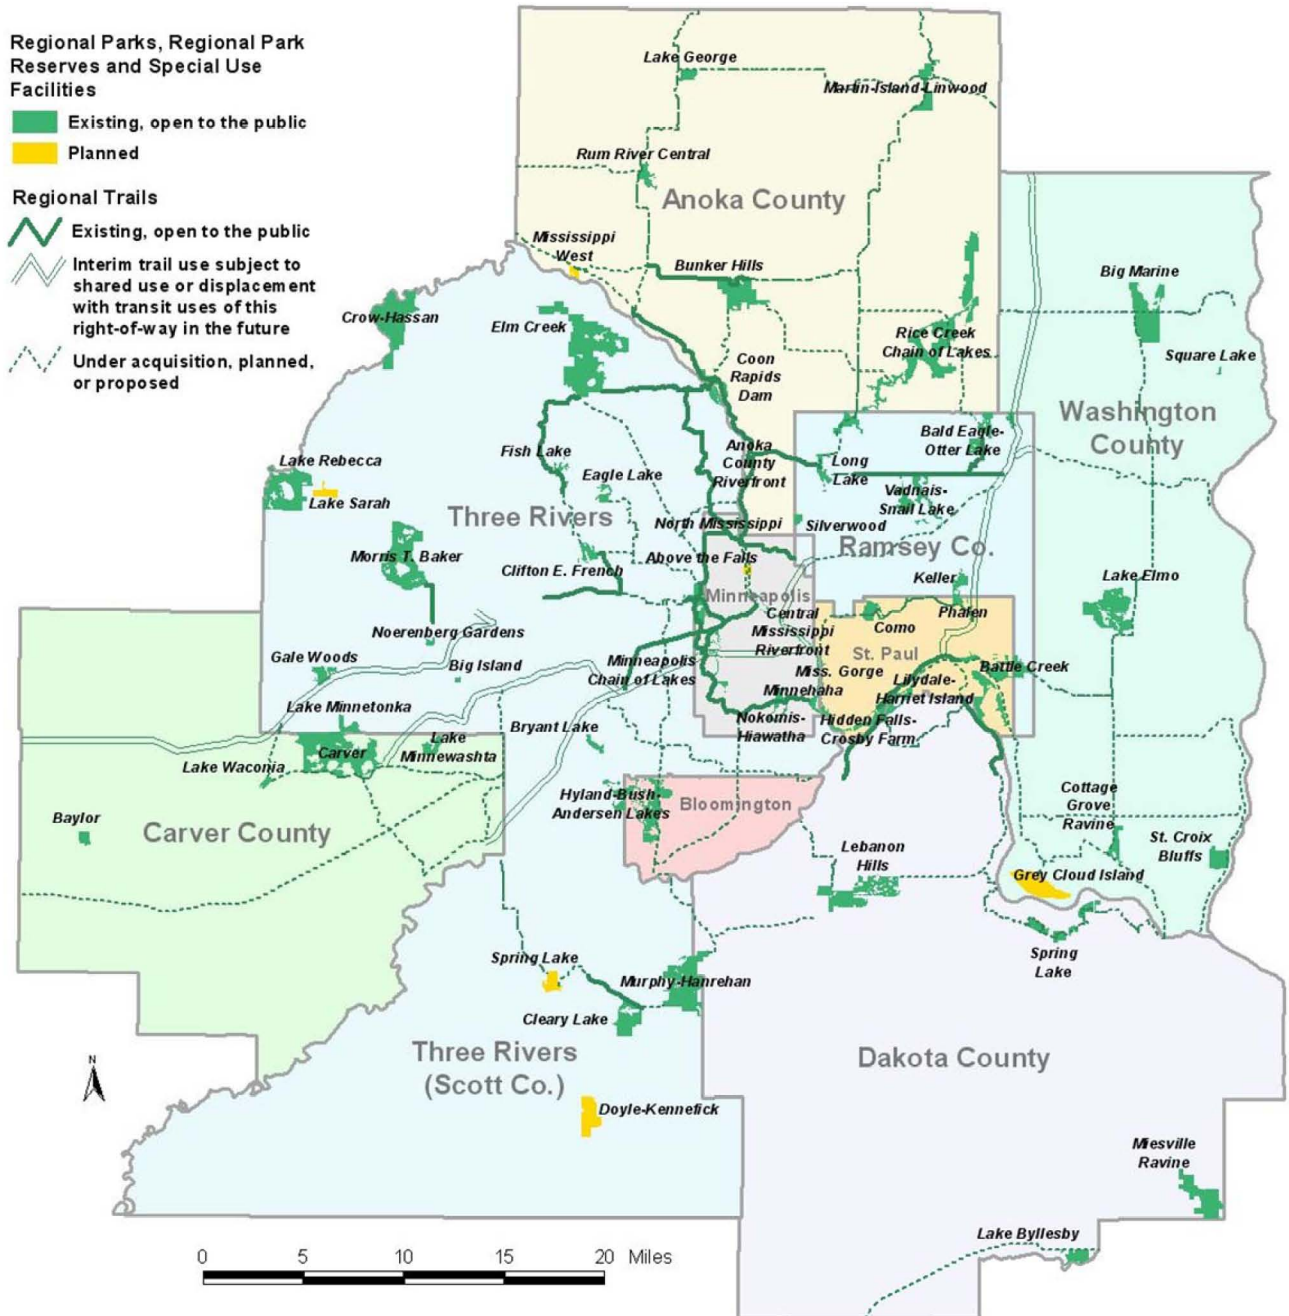 Regional Parks, Regional Park
Reserves and Special Use
Facilities
Existing, open to the public
Planned
Regional Trails
Existing, open to the public
Interim trail use subject to
shared use or displacement
with transit uses of this
right-of-way in the future
Under acquisition, planned,
or proposed
Lake George
Martin-Island-Linwood
Rum River Central
Anoka County
Mississippi
West
Bunker Hills
Big Marine
Crow-Hassan
Elm Creek
Rice Creek
Chain of Lakes
Square Lake
Coon
Rapids
Dam
Washington
County
Bald Eagle-
Otter Lake
Anoka
County
Riverfront
Long
Lake
Fish Lake
Lake Rebecca
Eagle Lake
Lake Sarah
Vadnais-
Snail Lake
Three Rivers
North Mississippi
Silverwood
Ramsey Co.
Morris T. Baker
Above the Falls
Clifton E. French
Keller
Lake Elmo
Minneapolis
Central
Mississippi
Riverfront
Phalen
Como
Noerenberg Gardens
St. Paul
Gale Woods
Big Island
Minneapolis
Chain of Lakes
Miss. Gorge
Battle Creek
Lilydale-
Harriet Island
Minnehaha
Lake Minnetonka
Bryant Lake
Nokomis-
Hiawatha
Hidden Falls-
Crosby Farm
Carver
Lake
Minnewashta
Lake Waconia
Hyland-Bush-
Andersen Lakes
Bloomington
Cottage
Grove
Ravine
Baylor
Carver County
St. Croix
Bluffs
Lebanon
Hills
Grey Cloud Island
Spring Lake
Murphy-Hanrehan
Spring
Lake
Cleary Lake
Three Rivers
(Scott Co.)
Dakota County
N
Doyle-Kennefick
Miesville
Ravine
Lake Byllesby
0 5 10 15 20 Miles